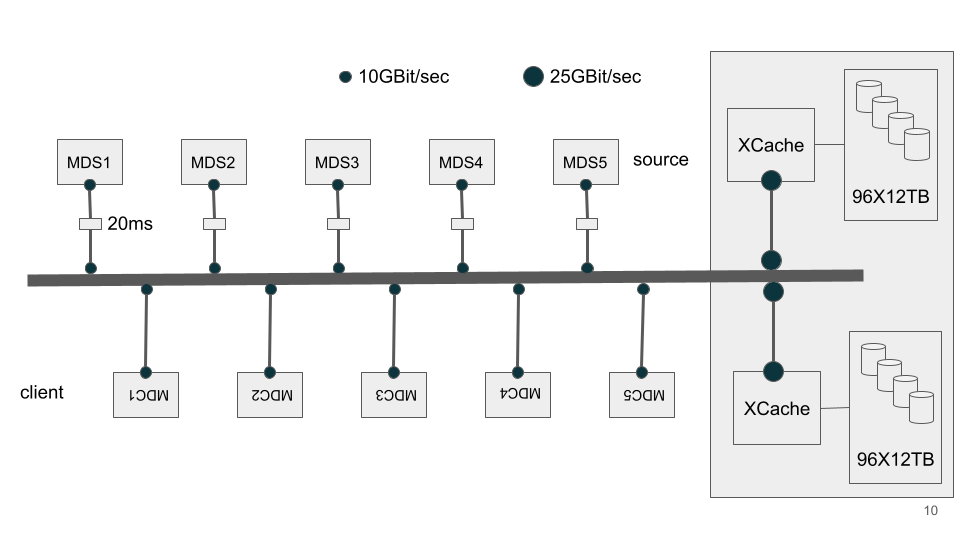 10GBit/sec
25GBit/sec
MDS1
MDS2
MDS3
MDS4
MDS5
source
XCache
96X12TB
20ms
client
MDC1
MDC2
MDC3
MDC4
MDC5
XCache
96X12TB
10